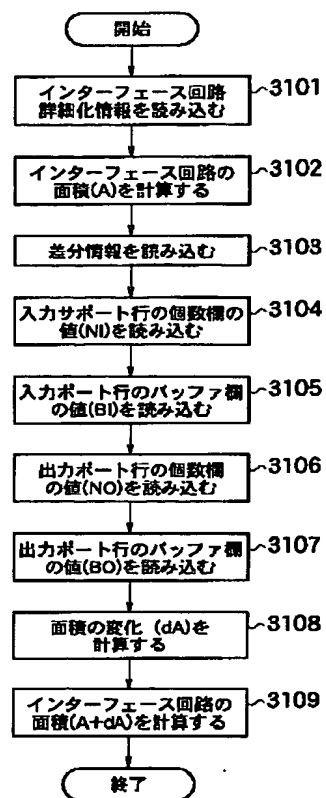 開始
インターフェース回路
詳細化情報を読み込む
3101
インターフェース回路の
面積(A)を計算する
3102
差分情報を読み込む
3103
入力サポート行の個数欄の
値(NI)を読み込む
3104
入力ポート行のバッファ欄
の値(BI)を読み込む
3105
出力ポート行の個数欄
の値(NO)を読み込む
3106
出力ポート行のバッファ欄
の値(BO)を読み込む
3107
面積の変化 (dA)を
計算する
3108
インターフェース回路の
面積(A+dA)を計算する
3109
終了